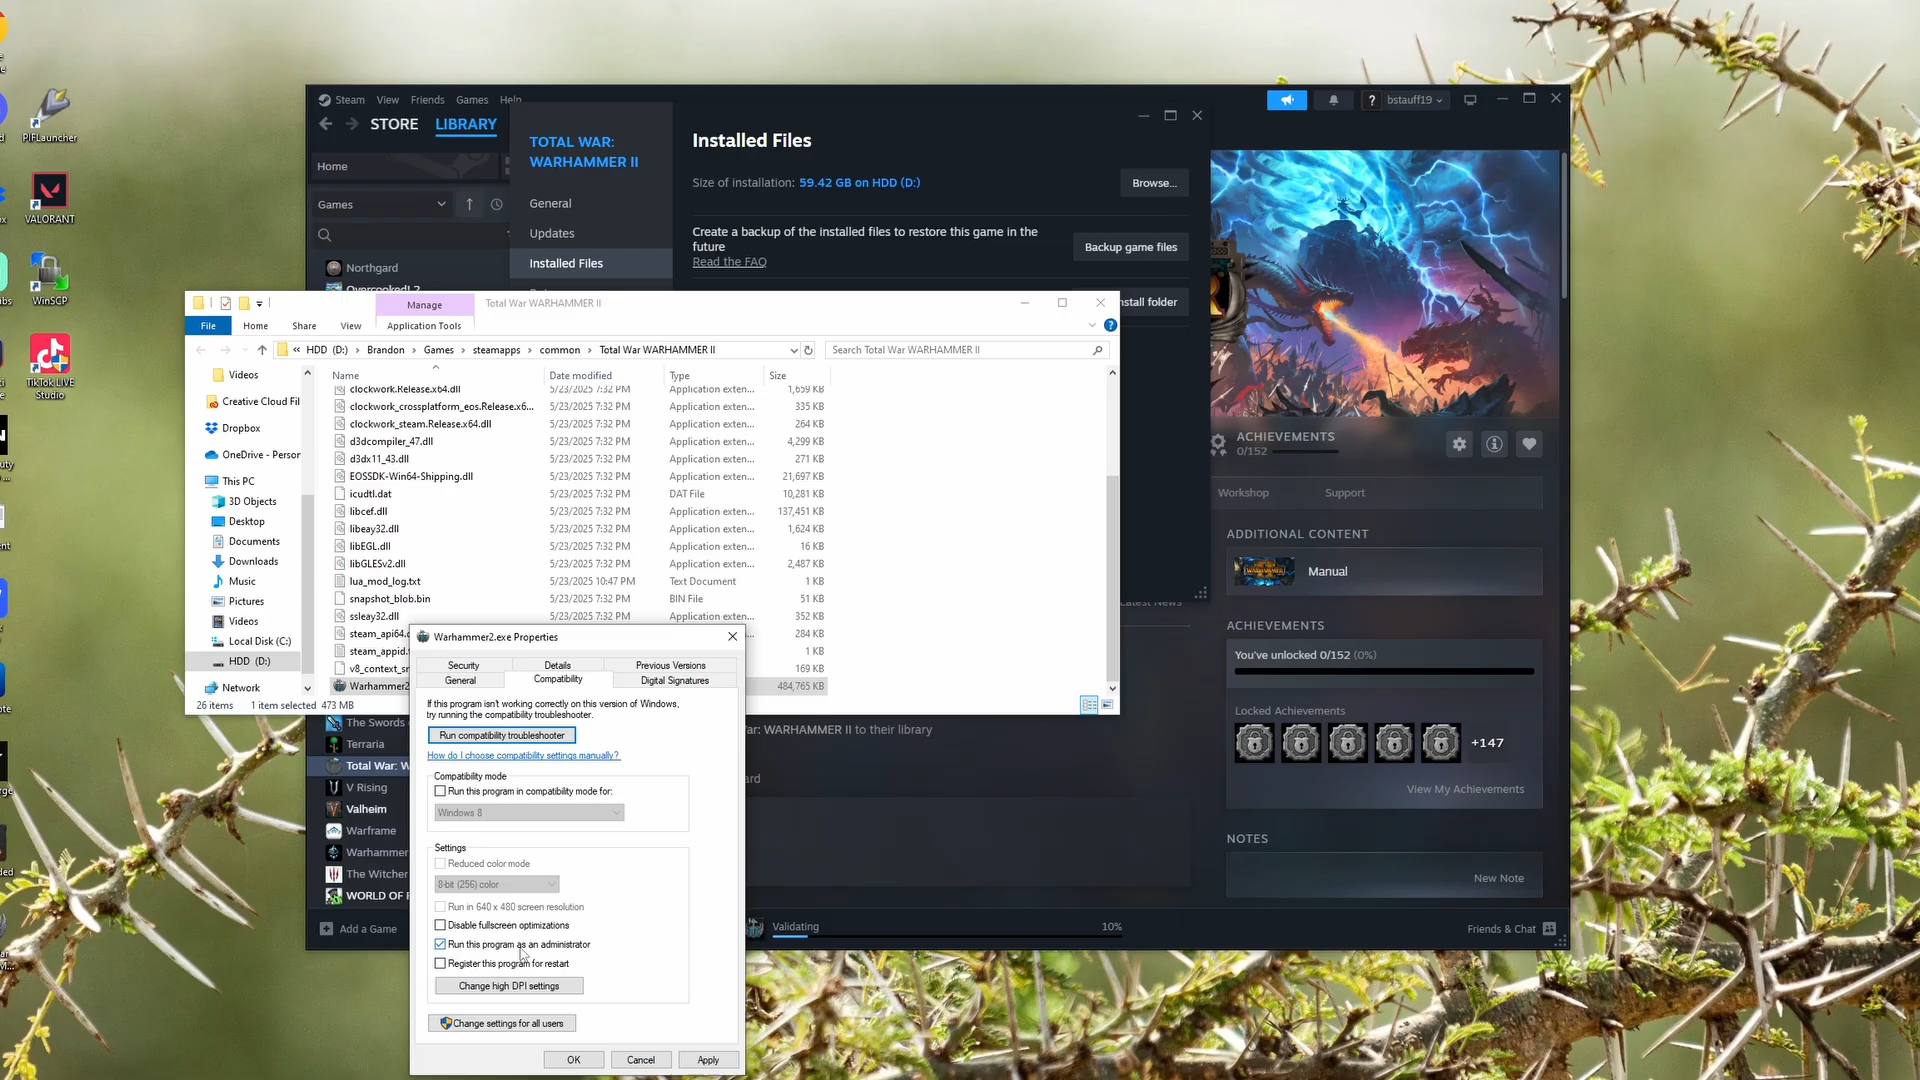 PIFLauncher
VALORANT
WinSCP
TikTok LIVE
Studio
Steam View Friends Games Help
STORE LIBRARY
bstauff19
Home
Games
Northgard
Overcooked! 2
TOTAL WAR:
WARHAMMER II
General
Updates
Installed Files
Installed Files
Size of installation: 59.42 GB on HDD (D:)
Browse...
Create a backup of the installed files to restore this game in the
future
Read the FAQ
Backup game files
nstall folder
Manage
Total War WARHAMMER II
File Home Share View Application Tools
« HDD (D:) › Brandon › Games › steamapps › common › Total War WARHAMMER II
Search Total War WARHAMMER II
Videos
Creative Cloud Fil
Dropbox
OneDrive - Person
This PC
3D Objects
Desktop
Documents
Downloads
Music
Pictures
Videos
Local Disk (C:)
HDD (D:)
Network
Name Date modified Type Size
clockwork.Release.x64.dll 5/23/2025 7:32 PM Application exten... 1,659 KB
clockwork_crossplatform_eos.Release.x6... 5/23/2025 7:32 PM Application exten... 335 KB
clockwork_steam.Release.x64.dll 5/23/2025 7:32 PM Application exten... 264 KB
d3dcompiler_47.dll 5/23/2025 7:32 PM Application exten... 4,299 KB
d3dx11_43.dll 5/23/2025 7:32 PM Application exten... 271 KB
EOSSDK-Win64-Shipping.dll 5/23/2025 7:32 PM Application exten... 21,697 KB
icudtl.dat 5/23/2025 7:32 PM DAT File 10,281 KB
libcef.dll 5/23/2025 7:32 PM Application exten... 137,451 KB
libeay32.dll 5/23/2025 7:32 PM Application exten... 1,624 KB
libEGL.dll 5/23/2025 7:32 PM Application exten... 16 KB
libGLESv2.dll 5/23/2025 7:32 PM Application exten... 2,487 KB
lua_mod_log.txt 5/23/2025 10:47 PM Text Document 1 KB
snapshot_blob.bin 5/23/2025 7:32 PM BIN File 51 KB
ssleay32.dll 5/23/2025 7:32 PM Application exten... 352 KB
steam_api64.d 284 KB
steam_appid.t 1 KB
v8_context_sn 169 KB
Warhammer2 484,765 KB
26 items 1 item selected 473 MB
Warhammer2.exe Properties
Security Details Previous Versions
General Compatibility Digital Signatures
If this program isn't working correctly on this version of Windows,
try running the compatibility troubleshooter.
Run compatibility troubleshooter
How do I choose compatibility settings manually?
Compatibility mode
Run this program in compatibility mode for:
Windows 8
Settings
Reduced color mode
8-bit (256) color
Run in 640 x 480 screen resolution
Disable fullscreen optimizations
Run this program as an administrator
Register this program for restart
Change high DPI settings
Change settings for all users
OK Cancel Apply
The Swords
Terraria
Total War: W
V Rising
Valheim
Warframe
Warhammer
The Witcher
WORLD OF
Add a Game
ar: WARHAMMER II to their library
Validating 10%
ACHIEVEMENTS
0/152
Workshop Support
ADDITIONAL CONTENT
Manual
Latest News
ACHIEVEMENTS
You've unlocked 0/152 (0%)
Locked Achievements
+147
View My Achievements
NOTES
New Note
Friends & Chat